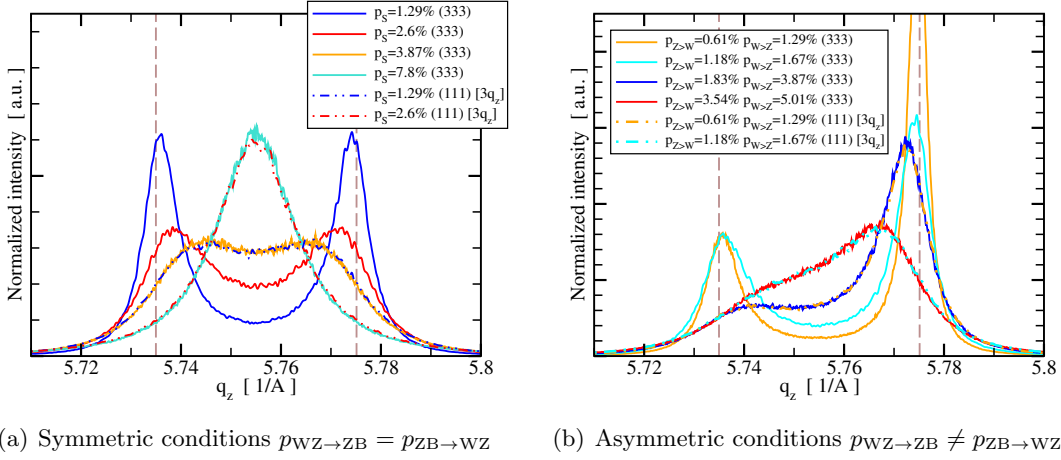 p_S=1.29% (333)
p_S=2.6% (333)
p_S=3.87% (333)
p_S=7.8% (333)
p_S=1.29% (111) [3q_z]
p_S=2.6% (111) [3q_z]
Normalized intensity [ a.u. ]
5.72 5.74 5.76 5.78 5.8
q_z [ 1/A ]
p_Z>W=0.61% p_W>Z=1.29% (333)
p_Z>W=1.18% p_W>Z=1.67% (333)
p_Z>W=1.83% p_W>Z=3.87% (333)
p_Z>W=3.54% p_W>Z=5.01% (333)
p_Z>W=0.61% p_W>Z=1.29% (111) [3q_z]
p_Z>W=1.18% p_W>Z=1.67% (111) [3q_z]
Normalized intensity [ a.u. ]
5.72 5.74 5.76 5.78 5.8
q_z [ 1/A ]
a) Symmetric conditions p_WZ→ZB = p_ZB→WZ
(b) Asymmetric conditions p_WZ→ZB ≠ p_ZB→WZ